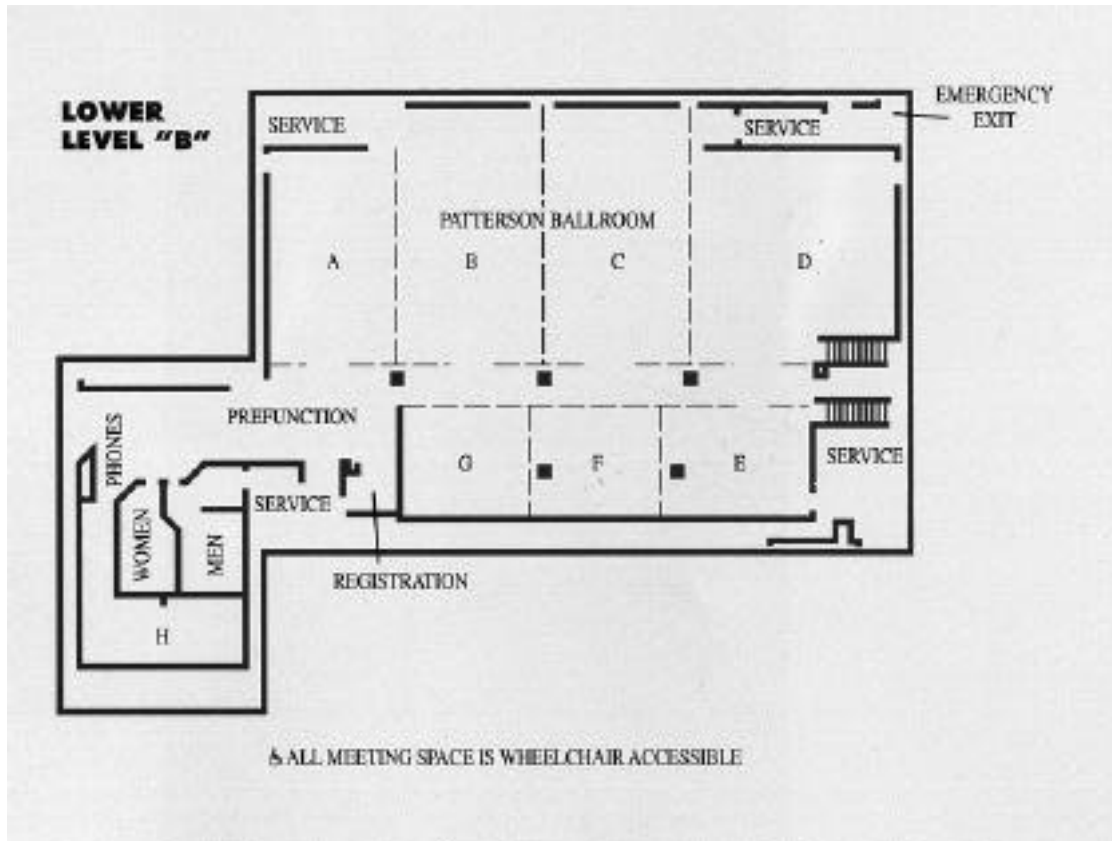 LOWER
LEVEL "B"
EMERGENCY
EXIT
SERVICE
SERVICE
PATTERSON BALLROOM
A
B
C
D
PREFUNCTION
PHONES
G
F
E
SERVICE
SERVICE
WOMEN
MEN
REGISTRATION
H
♿ ALL MEETING SPACE IS WHEELCHAIR ACCESSIBLE